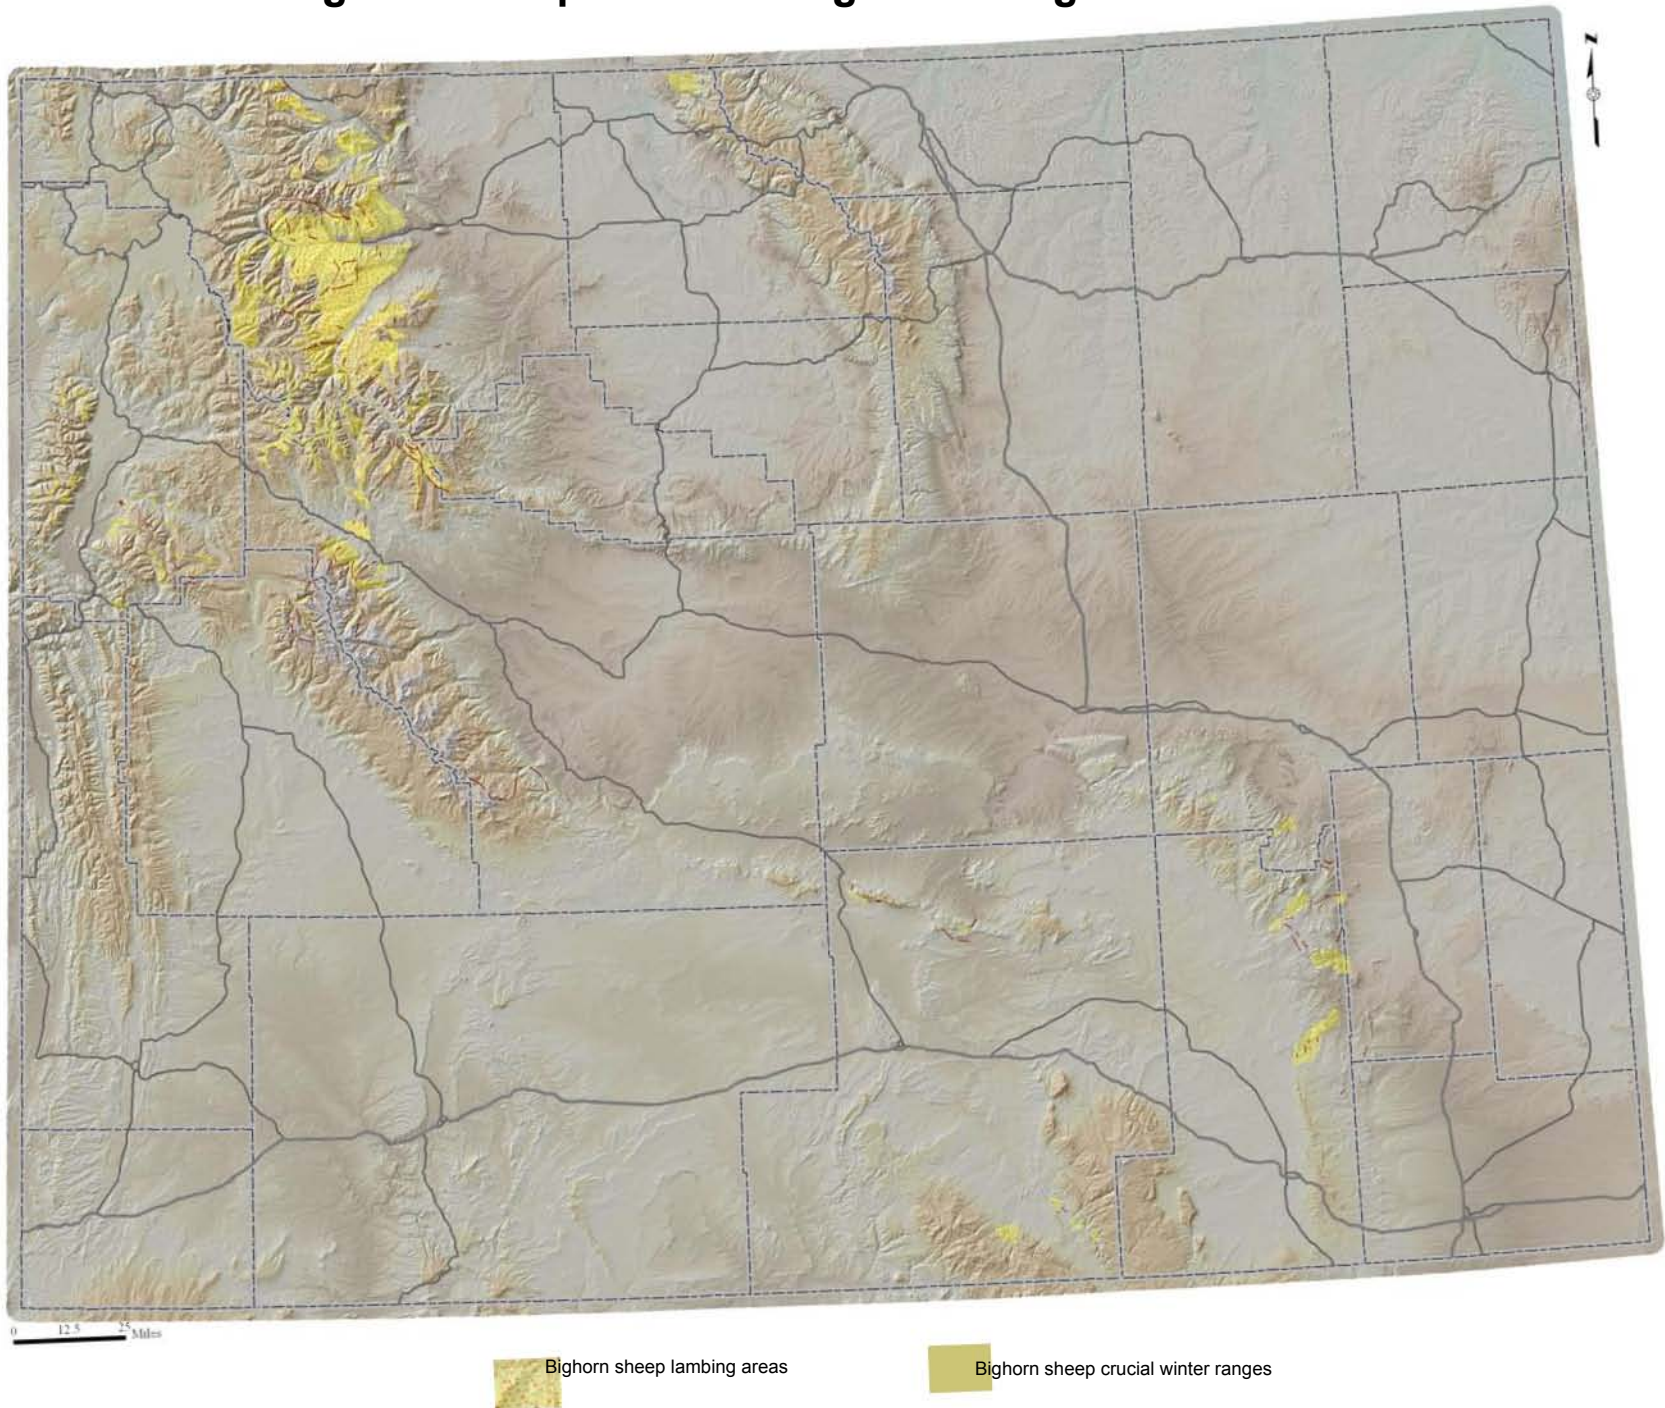 N
0 12.5 25 Miles
Bighorn sheep lambing areas
Bighorn sheep crucial winter ranges